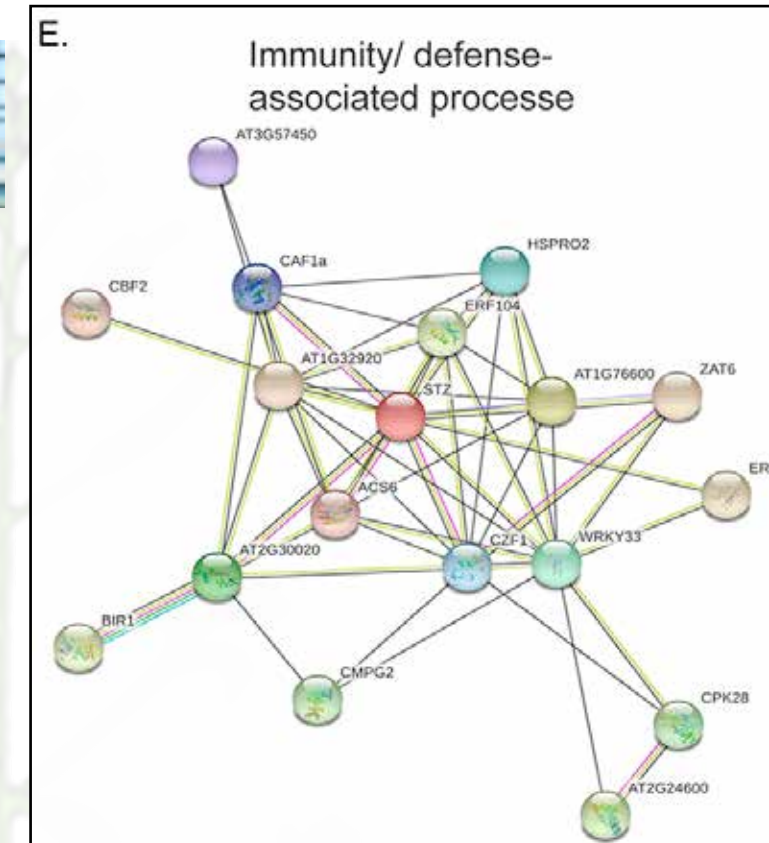 E.
Immunity/ defense-
associated processe
AT3G57450
CAF1a
HSPRO2
CBF2
ERF104
AT1G32920
STZ
AT1G76600
ZAT6
ACS6
ER
AT2G30020
CZF1
WRKY33
BIR1
CMPG2
CPK28
AT2G24600